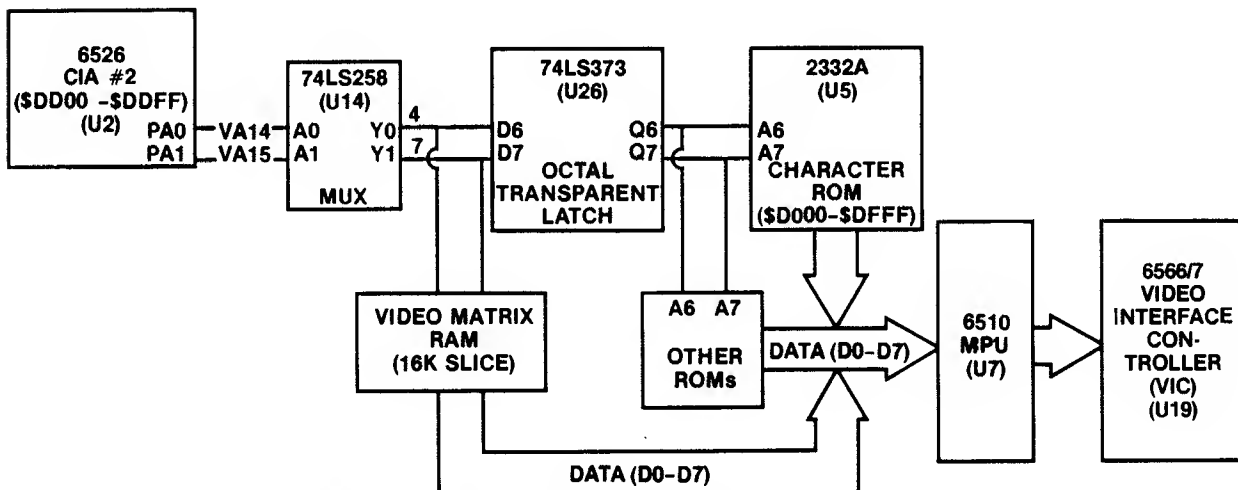 6526
CIA #2
($DD00 -$DDFF)
(U2)
PA0
PA1
VA14
VA15
74LS258
(U14)
A0
A1
Y0
Y1
MUX
4
7
74LS373
(U26)
D6
D7
Q6
Q7
OCTAL
TRANSPARENT
LATCH
2332A
(U5)
A6
A7
CHARACTER
ROM
($D000-$DFFF)
VIDEO MATRIX
RAM
(16K SLICE)
A6 A7
OTHER
ROMs
DATA (D0-D7)
6510
MPU
(U7)
6566/7
VIDEO
INTERFACE
CON-
TROLLER
(VIC)
(U19)
DATA (D0-D7)